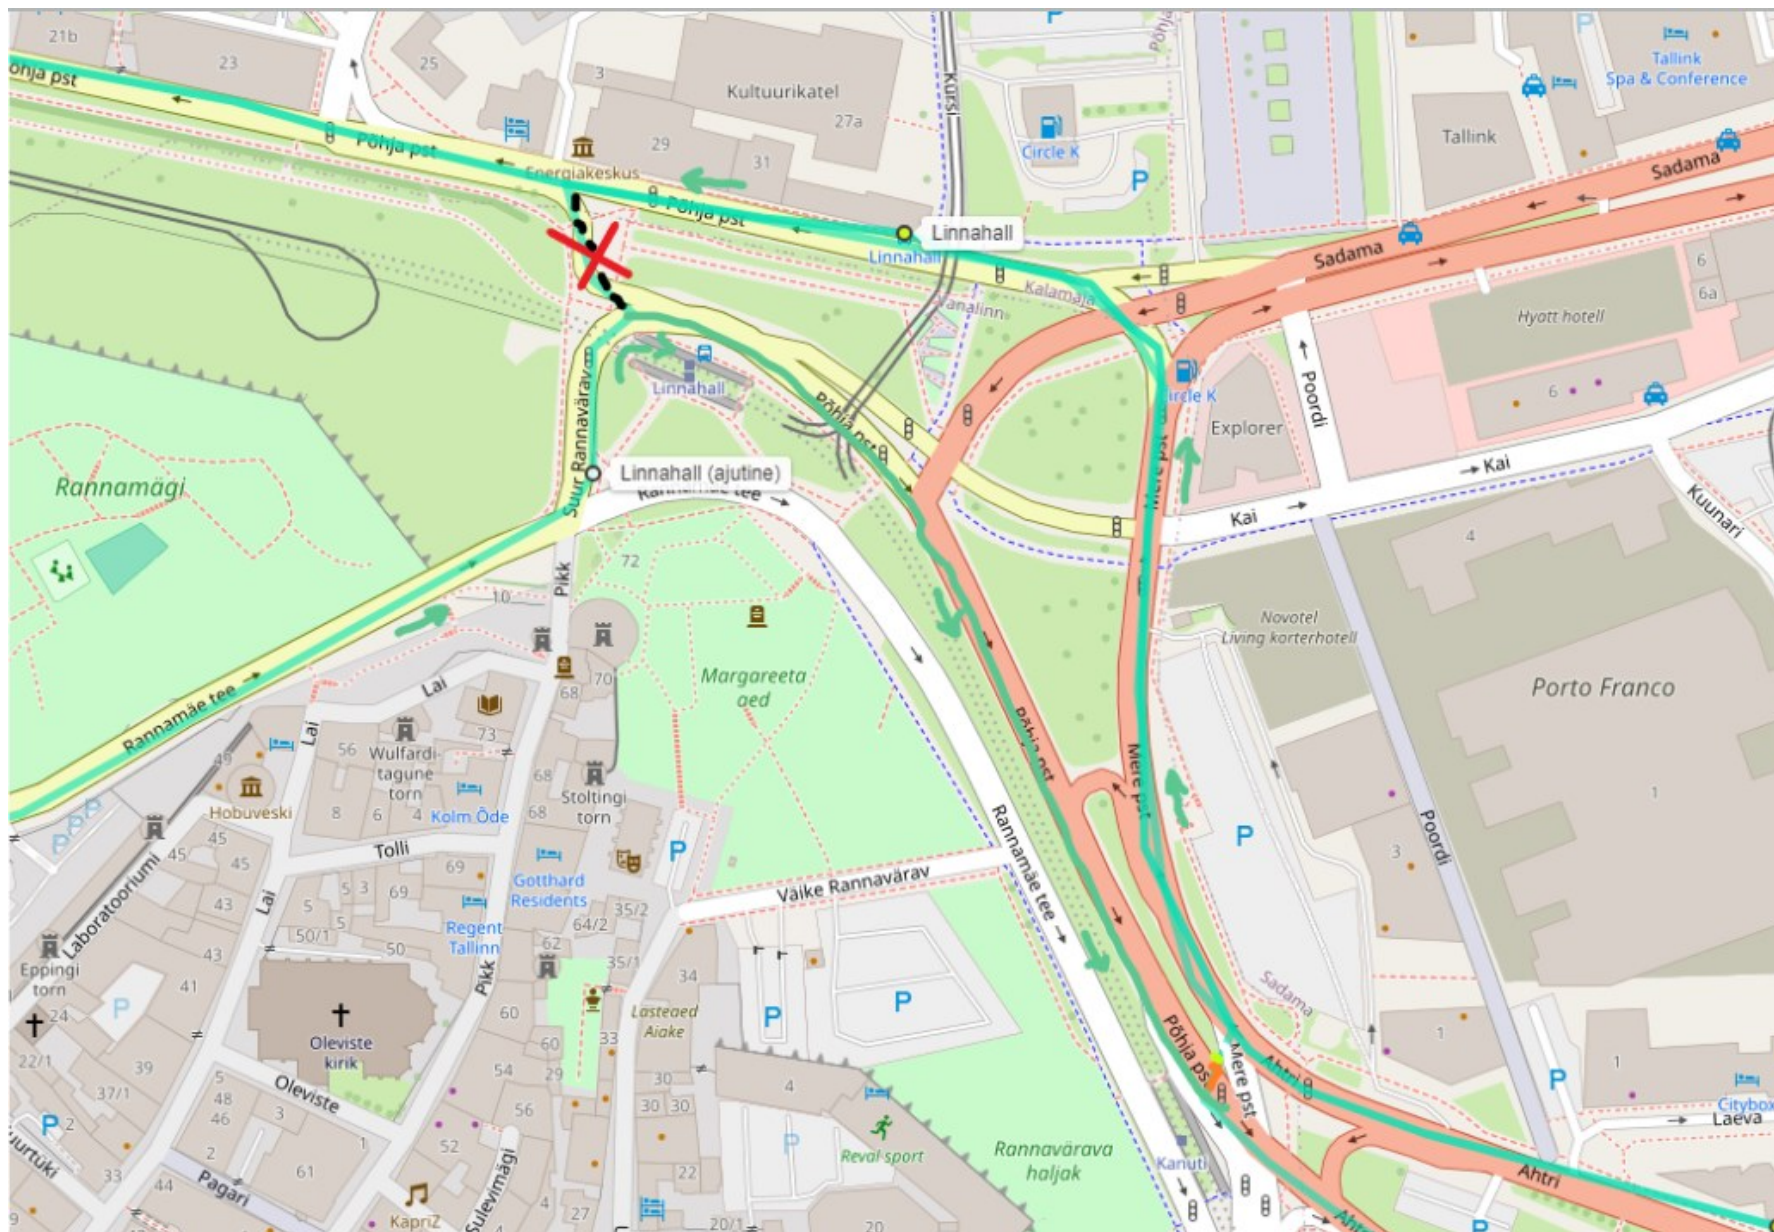 21b
23
25
3
Kultuurikatel
27a
29
31
Põhja pst
Põhja pst
Energiakeskus
Põhja pst
Linnahall
Linnahall
Kursi
P
Circle K
P
Tallink
P
Tallink
Spa & Conference
Sadama
Sadama
Kalamaja
Vanalinn
Hyatt hotell
6
6a
6
Circle K
Explorer
Poordi
Kai
Kai
Kuunari
Linnahall
Põhja pst
Suur Rannavärav
Linnahall (ajutine)
Rannamäe tee
Rannamägi
Mere pst
72
Pikk
10
Margareeta
aed
Novotel
Living korterhotell
4
Porto Franco
1
Rannamäe tee
Lai
Lai
68
70
73
56
Wulfardi-
tagune
torn
49
Hobuveski
8
6
4
Kolm Õde
68
68
Stoltingi
torn
P
Põhja pst
Mere pst
P
Poordi
3
P
P
P
45
45
45
Tolli
Laboratooriumi
Lai
5
3
5
5
69
69
50/1
50
Gotthard
Residents
Regent
Tallinn
64/2
35/2
62
35/1
Väike Rannavärav
Rannamäe tee
43
43
41
Eppingi
torn
24
P
22/1
39
37/1
Oleviste
kirik
Oleviste
Pikk
60
60
29
33
34
Lasteaed
Aiake
P
P
Sadama
1
1
P
Citybox
Laeva
Põhja pst
Mere pst
Ahtri
Ahtri
Kanuti
Rannavärava
haljak
4
Reval sport
30
30
30
22
P
20/1
20
5
48
46
3
2
1
61
56
52
54
Sulevimägi
KapriZ
Pagari
33
44
P
2
4
27
P